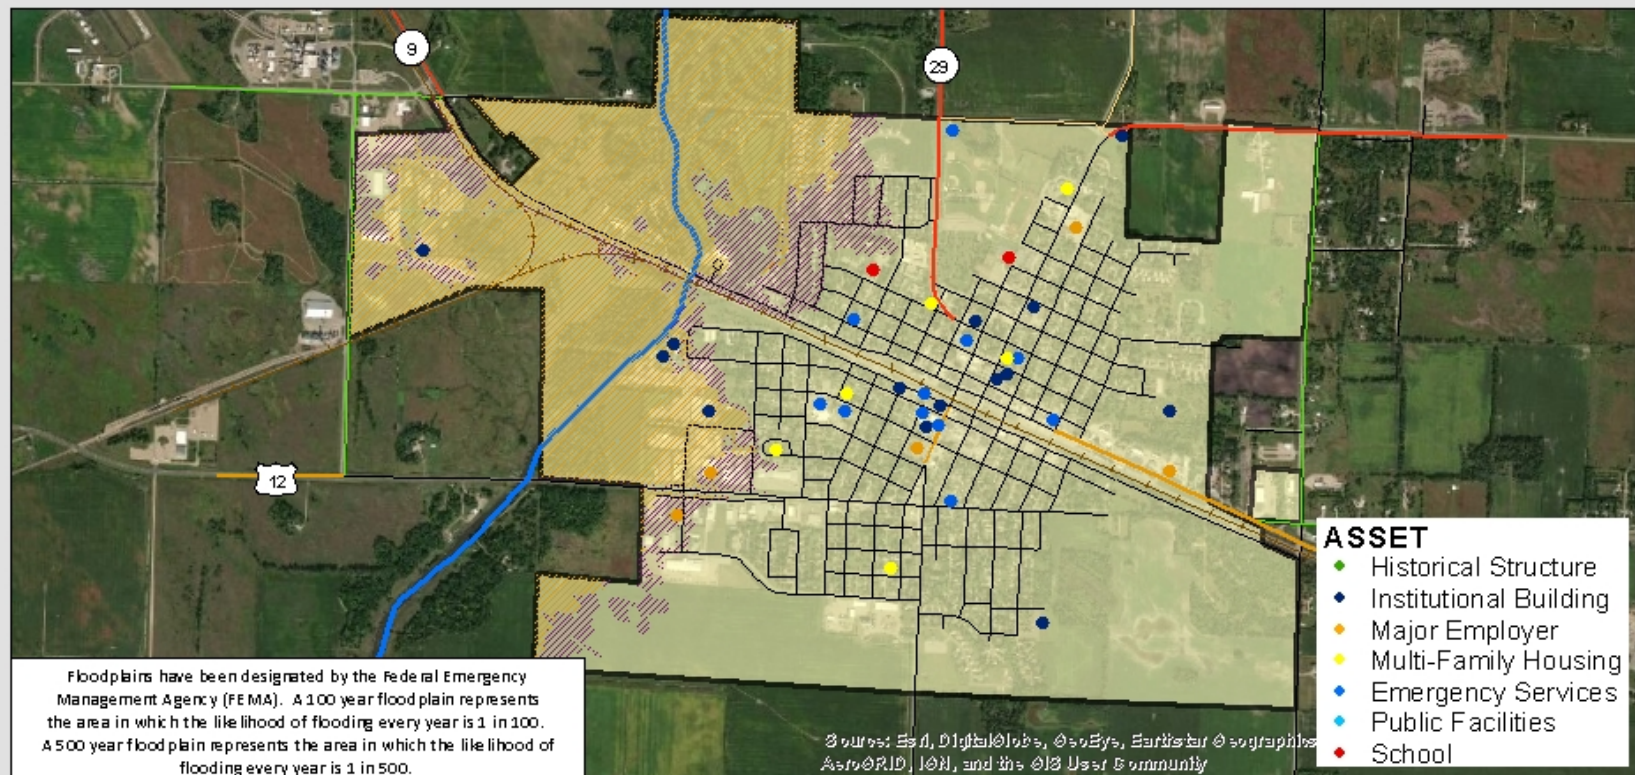 9
29
12
ASSET
Historical Structure
Institutional Building
Major Employer
Multi-Family Housing
Emergency Services
Public Facilities
School
Floodplains have been designated by the Federal Emergency
Management Agency (FEMA). A 100 year floodplain represents
the area in which the likelihood of flooding every year is 1 in 100.
A 500 year floodplain represents the area in which the likelihood of
flooding every year is 1 in 500.
Source: Esri, DigitalGlobe, GeoEye, Earthstar Geographics
AeroGRID, IGN, and the GIS User Community